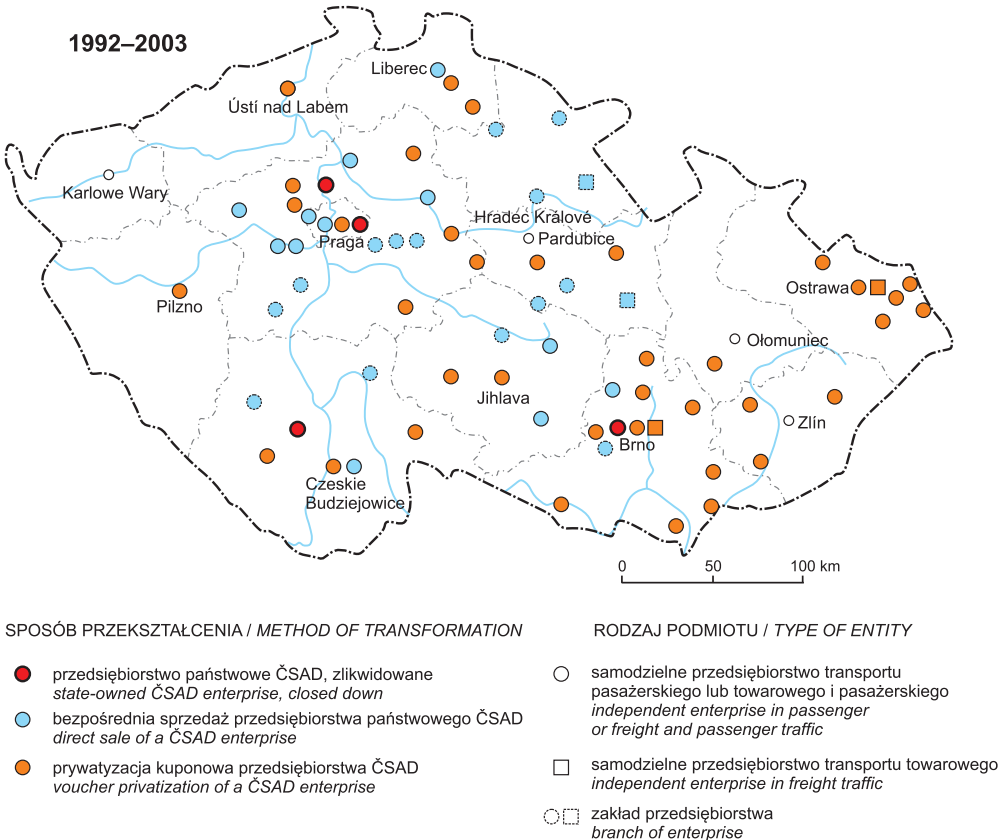 1992–2003
Liberec
Ústí nad Labem
Karlowe Wary
Hradec Králové
Praga
Pardubice
Pilzno
Ostrawa
Ołomuniec
Jihlava
Zlín
Brno
Czeskie
Budziejowice
0 50 100 km
SPOSÓB PRZEKSZTAŁCENIA / METHOD OF TRANSFORMATION
przedsiębiorstwo państwowe ČSAD, zlikwidowane
state-owned ČSAD enterprise, closed down
bezpośrednia sprzedaż przedsiębiorstwa państwowego ČSAD
direct sale of a ČSAD enterprise
prywatyzacja kuponowa przedsiębiorstwa ČSAD
voucher privatization of a ČSAD enterprise
RODZAJ PODMIOTU / TYPE OF ENTITY
samodzielne przedsiębiorstwo transportu
pasażerskiego lub towarowego i pasażerskiego
independent enterprise in passenger
or freight and passenger traffic
samodzielne przedsiębiorstwo transportu towarowego
independent enterprise in freight traffic
zakład przedsiębiorstwa
branch of enterprise